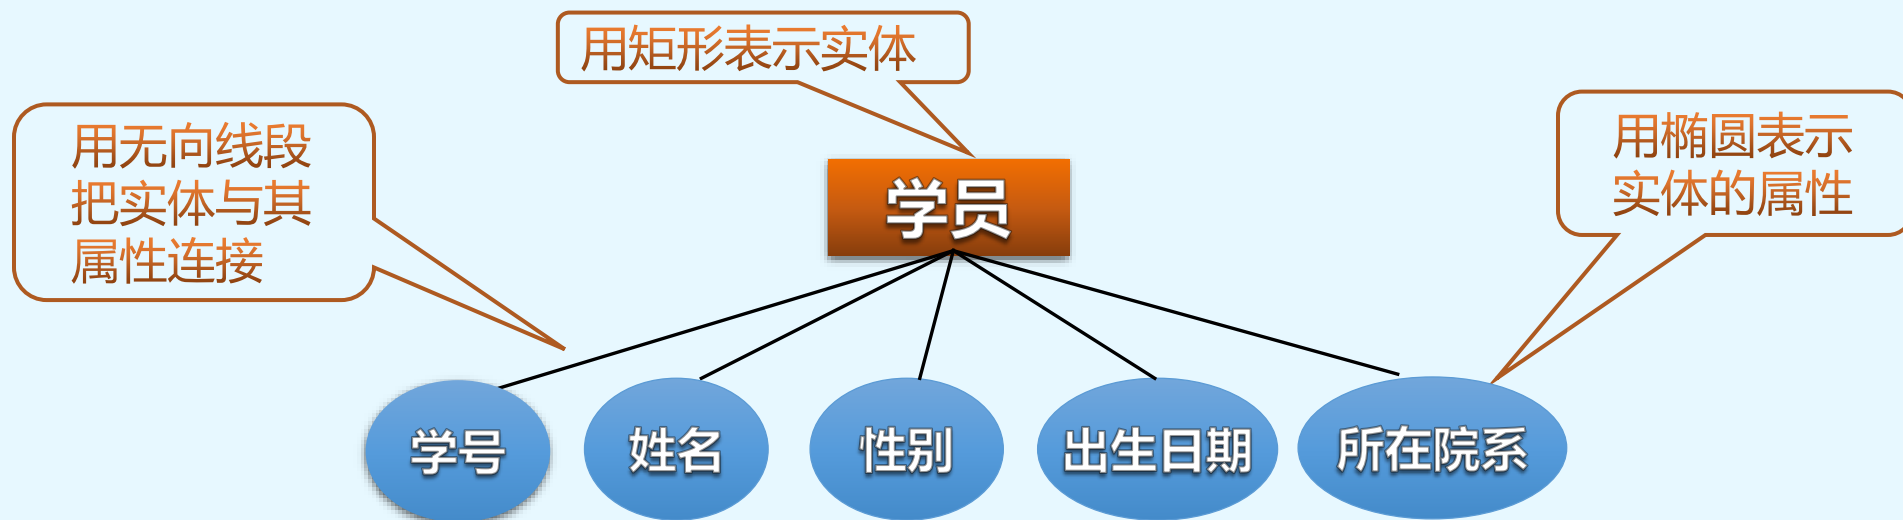 用矩形表示实体
用无向线段
把实体与其
属性连接
用椭圆表示
实体的属性
学员
学号
姓名
性别
出生日期
所在院系